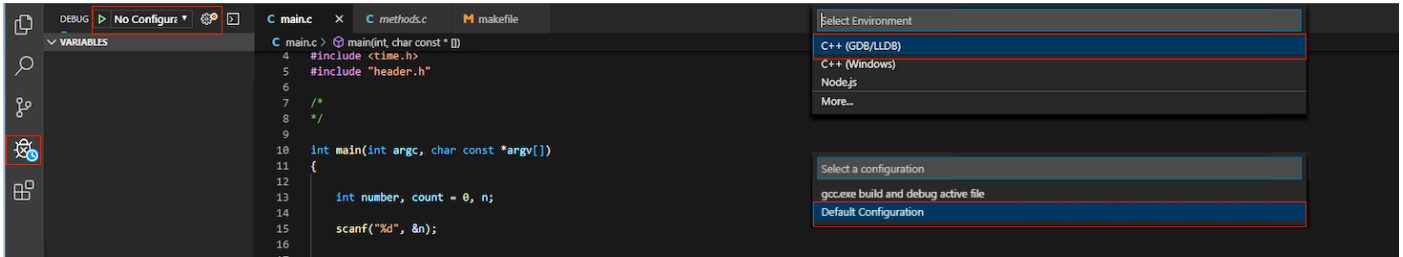 DEBUG No Configura
VARIABLES
C main.c × C methods.c M makefile
C main.c > main(int, char const * [])
4 #include <time.h>
5 #include "header.h"
6
7 /*
8 */
9
10 int main(int argc, char const *argv[])
11 {
12
13 int number, count = 0, n;
14
15 scanf("%d", &n);
16
Select Environment
C++ (GDB/LLDB)
C++ (Windows)
Node.js
More...
Select a configuration
gcc.exe build and debug active file
Default Configuration